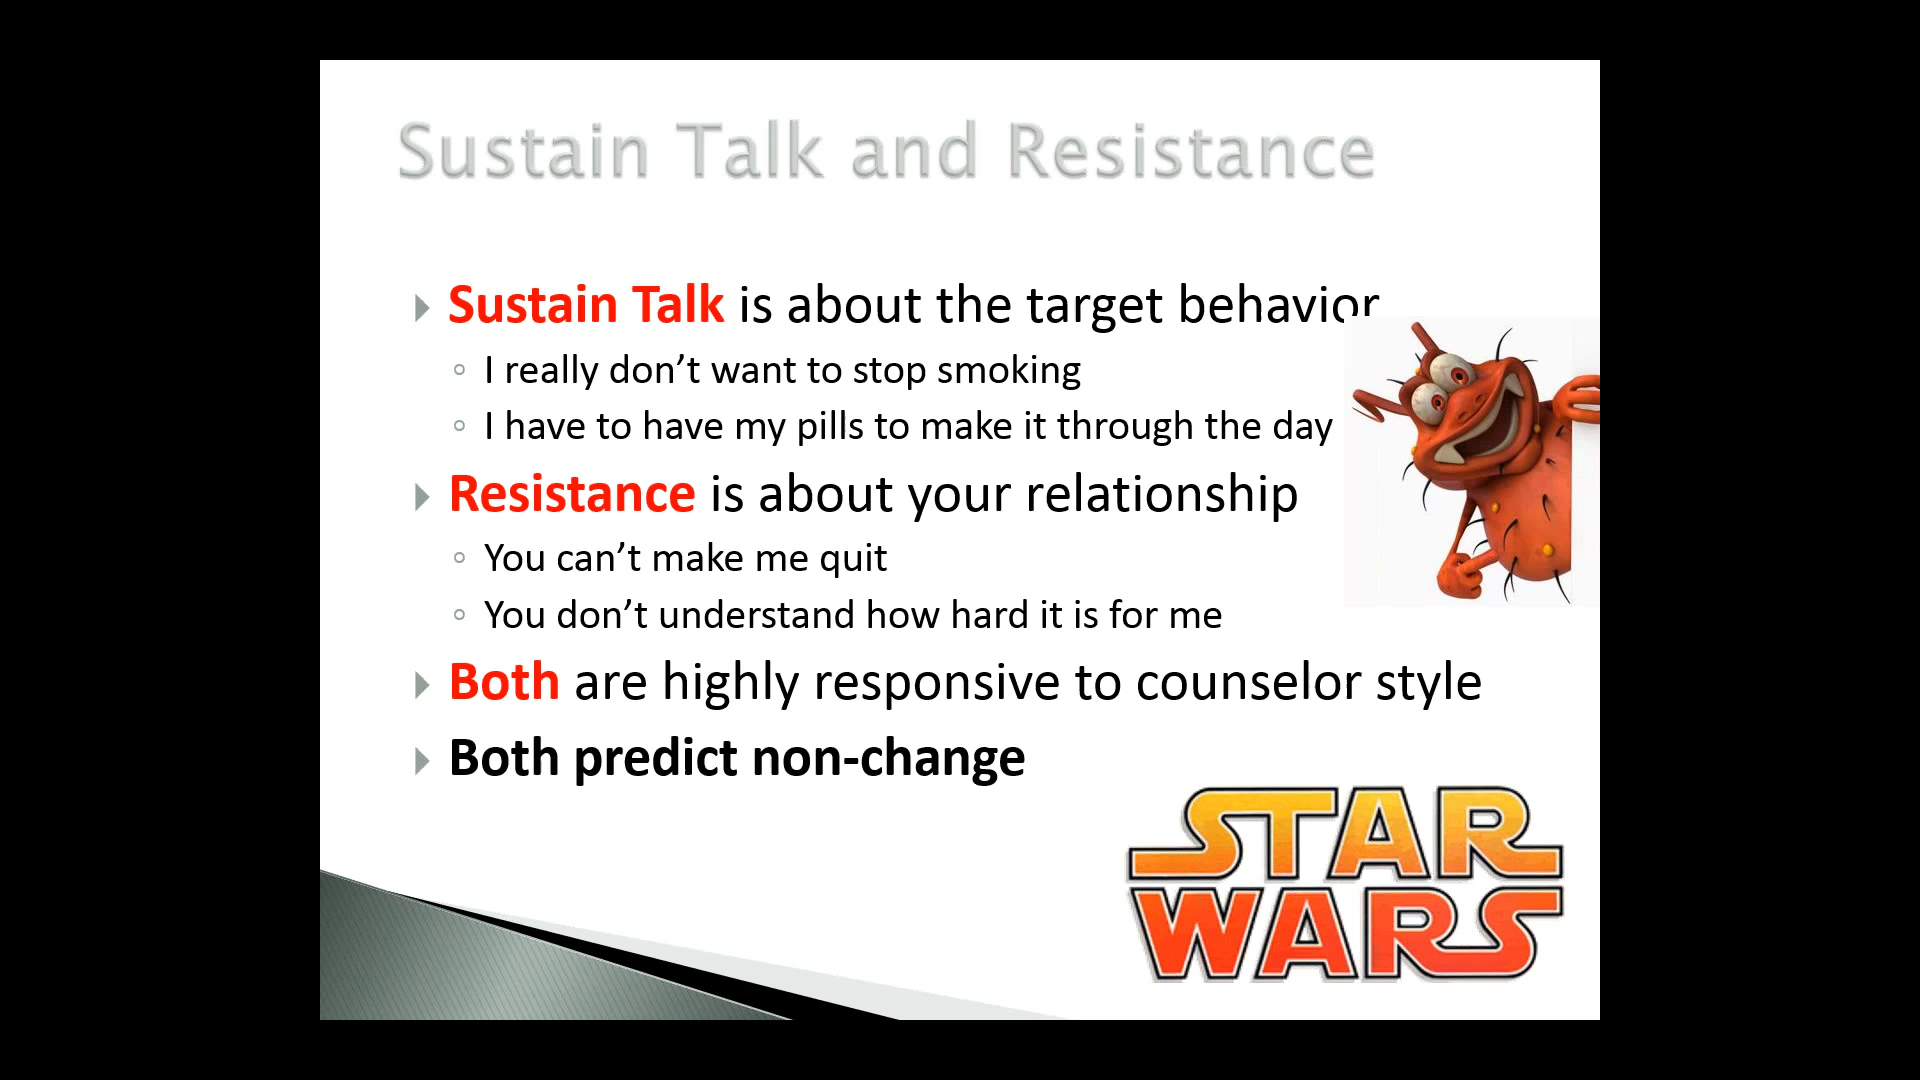 Sustain Talk and Resistance
Sustain Talk is about the target behavior
I really don’t want to stop smoking
I have to have my pills to make it through the day
Resistance is about your relationship
You can’t make me quit
You don’t understand how hard it is for me
Both are highly responsive to counselor style
Both predict non-change
STAR
WARS